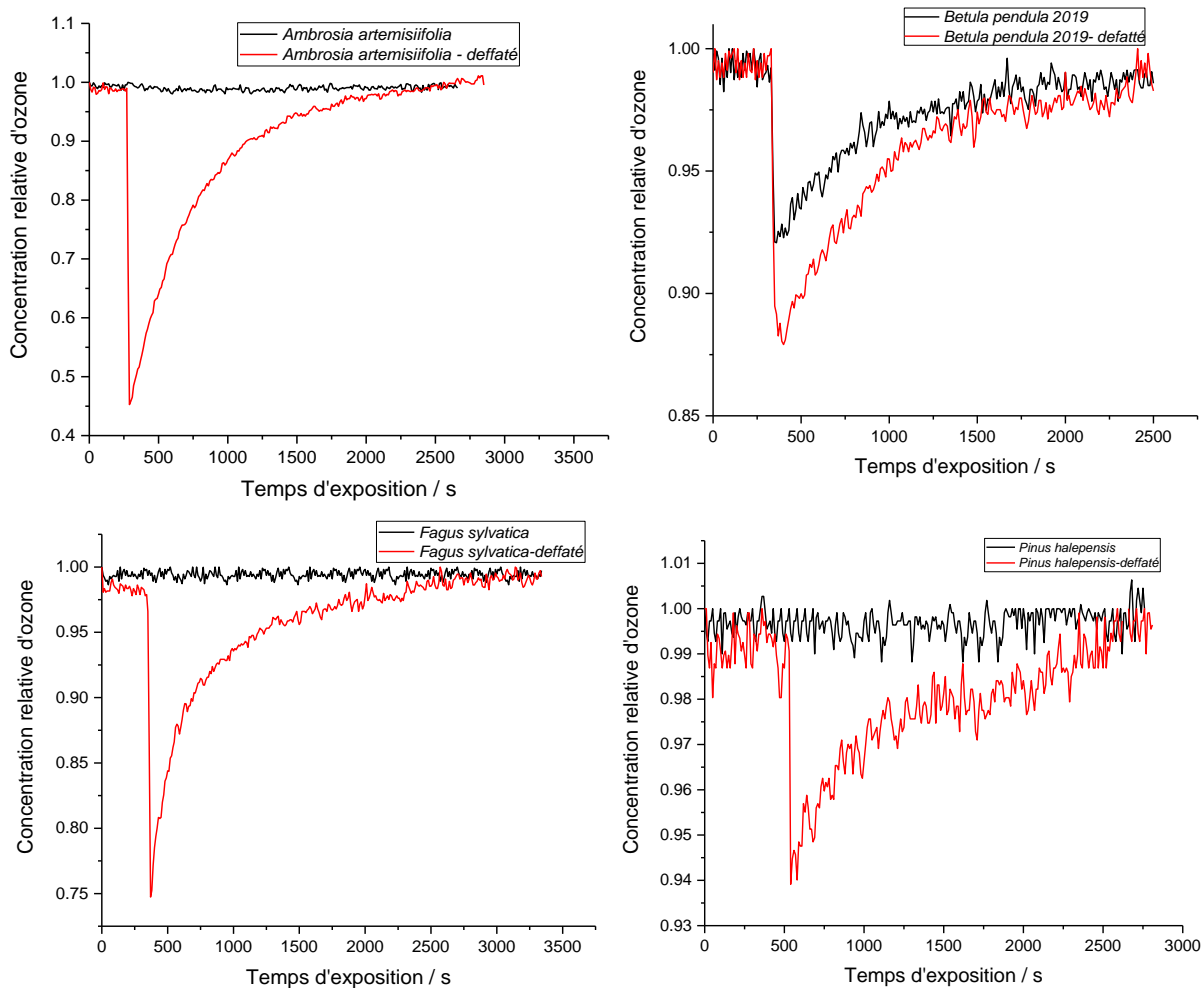 Ambrosia artemisiifolia
Ambrosia artemisiifolia - deffaté
1.1
1.0
0.9
0.8
0.7
0.6
0.5
0.4
Concentration relative d'ozone
0 500 1000 1500 2000 2500 3000 3500
Temps d'exposition / s
Betula pendula 2019
Betula pendula 2019- defatté
1.00
0.95
0.90
0.85
Concentration relative d'ozone
0 500 1000 1500 2000 2500
Temps d'exposition / s
Fagus sylvatica
Fagus sylvatica-deffaté
1.00
0.95
0.90
0.85
0.80
0.75
Concentration relative d'ozone
0 500 1000 1500 2000 2500 3000 3500
Temps d'exposition / s
Pinus halepensis
Pinus halepensis-deffaté
1.01
1.00
0.99
0.98
0.97
0.96
0.95
0.94
0.93
Concentration relative d'ozone
0 500 1000 1500 2000 2500 3000
Temps d'exposition / s